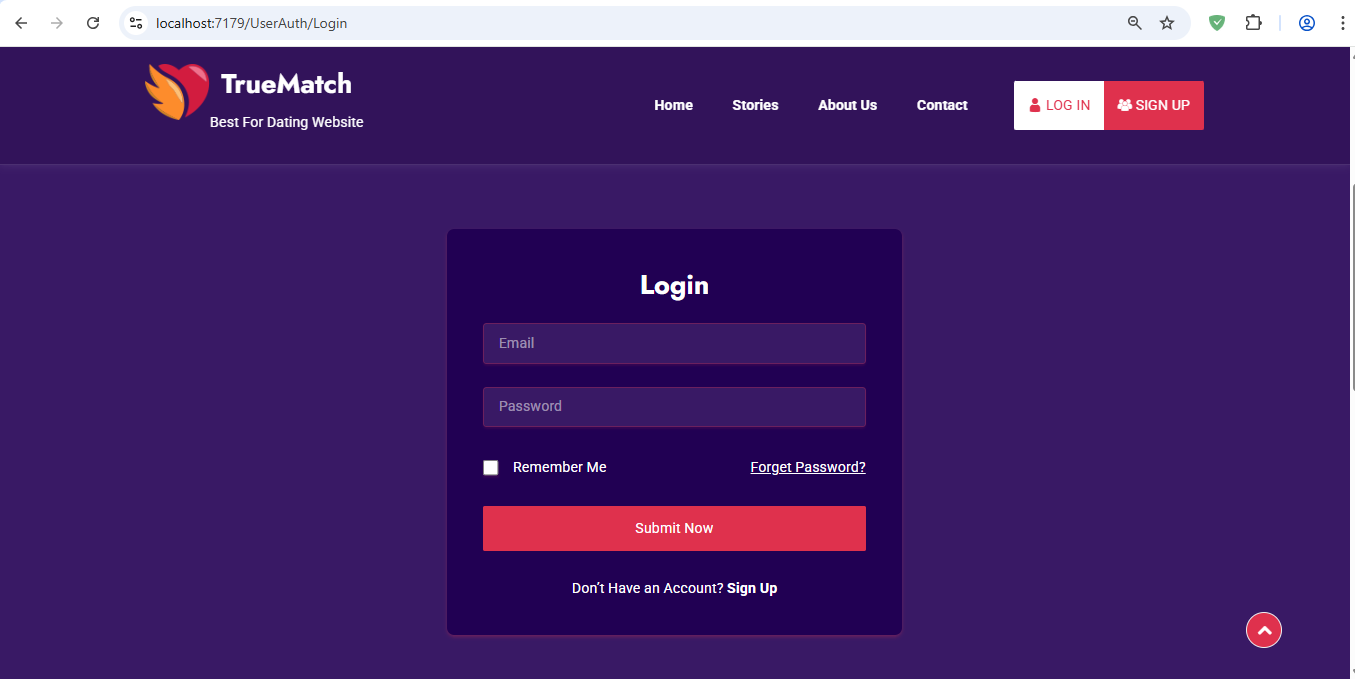 localhost:7179/UserAuth/Login
TrueMatch
Best For Dating Website
Home Stories About Us Contact LOG IN SIGN UP
Login
Email
Password
Remember Me Forget Password?
Submit Now
Don't Have an Account? Sign Up